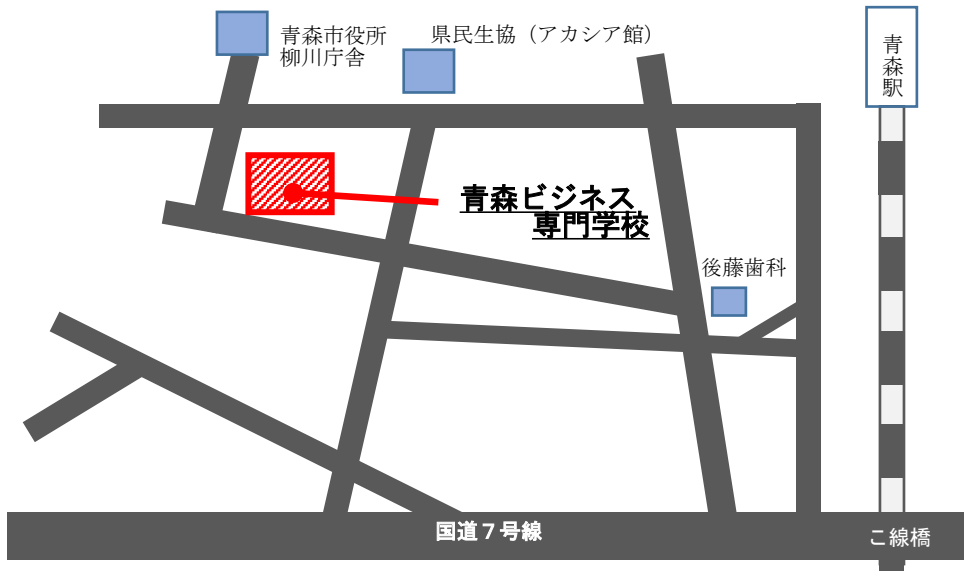 青森市役所
柳川庁舎
県民生協（アカシア館）
青森駅
青森ビジネス
専門学校
後藤歯科
国道７号線
こ線橋